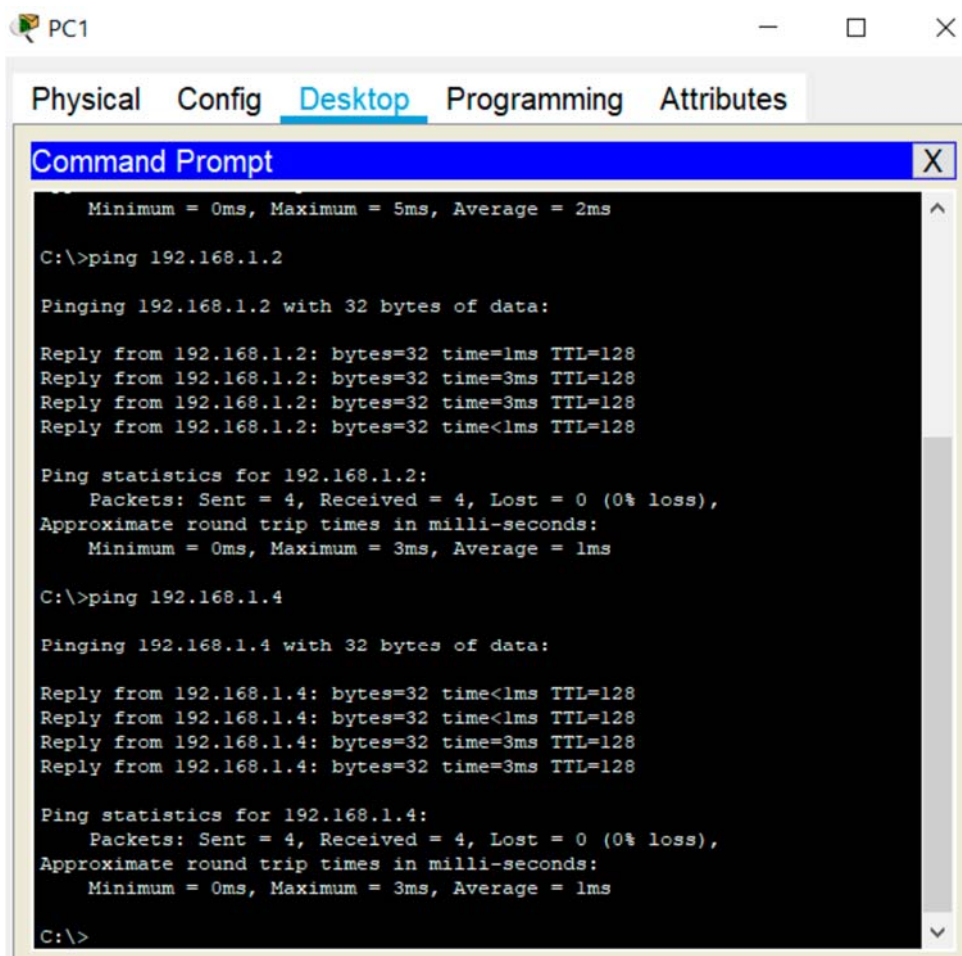 PC1
Physical Config Desktop Programming Attributes
Command Prompt X
Minimum = 0ms, Maximum = 5ms, Average = 2ms
C:\>ping 192.168.1.2
Pinging 192.168.1.2 with 32 bytes of data:
Reply from 192.168.1.2: bytes=32 time=1ms TTL=128
Reply from 192.168.1.2: bytes=32 time=3ms TTL=128
Reply from 192.168.1.2: bytes=32 time=3ms TTL=128
Reply from 192.168.1.2: bytes=32 time<1ms TTL=128
Ping statistics for 192.168.1.2:
Packets: Sent = 4, Received = 4, Lost = 0 (0% loss),
Approximate round trip times in milli-seconds:
Minimum = 0ms, Maximum = 3ms, Average = 1ms
C:\>ping 192.168.1.4
Pinging 192.168.1.4 with 32 bytes of data:
Reply from 192.168.1.4: bytes=32 time<1ms TTL=128
Reply from 192.168.1.4: bytes=32 time<1ms TTL=128
Reply from 192.168.1.4: bytes=32 time=3ms TTL=128
Reply from 192.168.1.4: bytes=32 time=3ms TTL=128
Ping statistics for 192.168.1.4:
Packets: Sent = 4, Received = 4, Lost = 0 (0% loss),
Approximate round trip times in milli-seconds:
Minimum = 0ms, Maximum = 3ms, Average = 1ms
C:\>